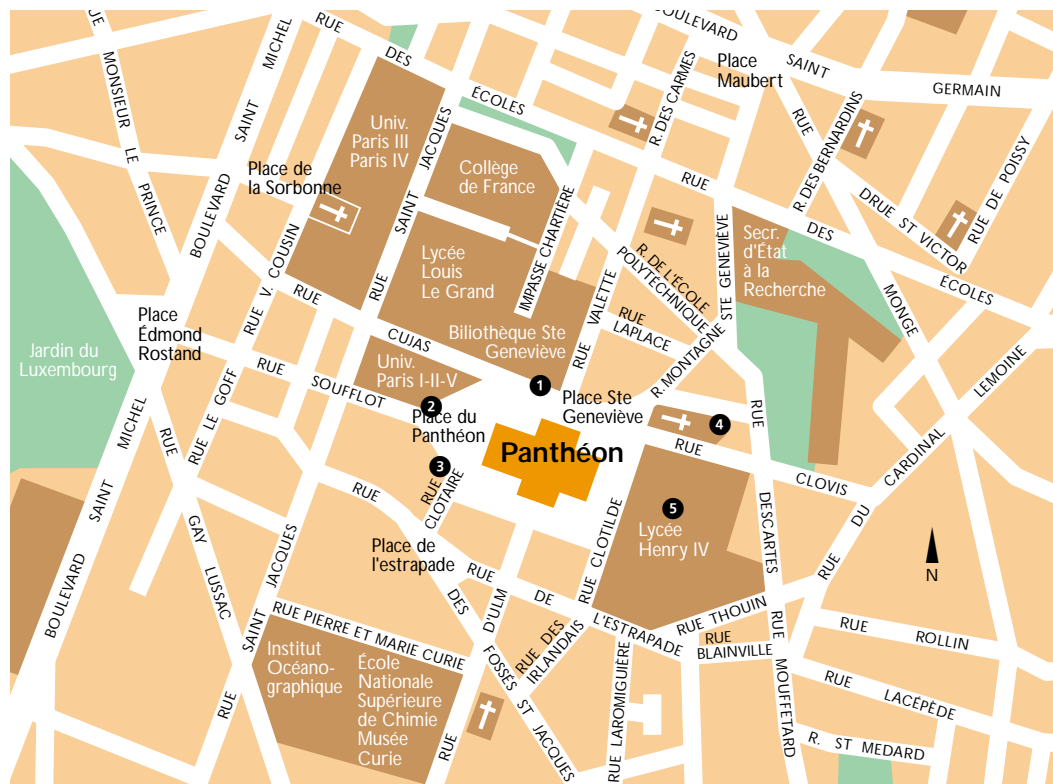 RUE MONSIEUR LE PRINCE
BOULEVARD SAINT MICHEL
RUE DES ÉCOLES
BOULEVARD SAINT GERMAIN
Place
Maubert
R. DES CARMES
RUE MONGE
R. DES BERNARDINS
RUE DE POISSY
DRUE ST VICTOR
RUE DES ÉCOLES
Univ.
Paris III
Paris IV
RUE SAINT JACQUES
Collège
de France
Place de
la Sorbonne
IMPASSE CHARTIÈRE
Lycée
Louis
Le Grand
RUE VALETTE
R. DE L'ÉCOLE
POLYTÉCHNIQUE
R. MONTAGNE STE GENEVIÈVE
Secr.
d'État
à la
Recherche
RUE V. COUSIN
RUE CUJAS
Biliothèque Ste
Geneviève
RUE
LAPLACE
Place
Édmond
Rostand
Jardin du
Luxembourg
RUE SOUFFLOT
Univ.
Paris I-II-V
1
2
Place du
Panthéon
Place Ste
Geneviève
4
RUE CLOVIS
RUE DU CARDINAL LEMOINE
RUE LE GOFF
3
Panthéon
RUE
CLOTAIRE
RUE CLOTILDE
5
Lycée
Henry IV
RUE DESCARTES
N
BOULEVARD SAINT MICHEL
RUE GAY LUSSAC
Place de
l'estrapade
RUE DES FOSSÉS ST JACQUES
RUE DE L'ESTRAPADE
RUE THOUIN
RUE
BLAINVILLE
RUE ROLLIN
RUE LACÉPÈDE
RUE MOUFFETARD
R. ST MEDARD
RUE SAINT JACQUES
RUE PIERRE ET MARIE CURIE
RUE D'ULM
RUE DES
IRLANDAIS
RUE LAROMIGUIÈRE
Institut
Océano-
graphique
École
Nationale
Supérieure
de Chimie
Musée
Curie